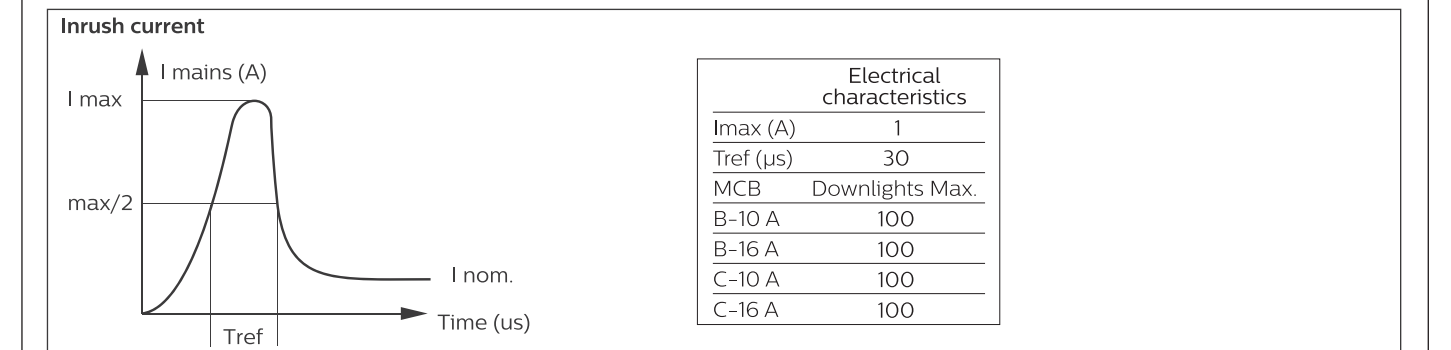 Inrush current
I mains (A)
I max
max/2
I nom.
Time (us)
Tref
Electrical
characteristics
Imax (A) 1
Tref (µs) 30
MCB Downlights Max.
B-10 A 100
B-16 A 100
C-10 A 100
C-16 A 100